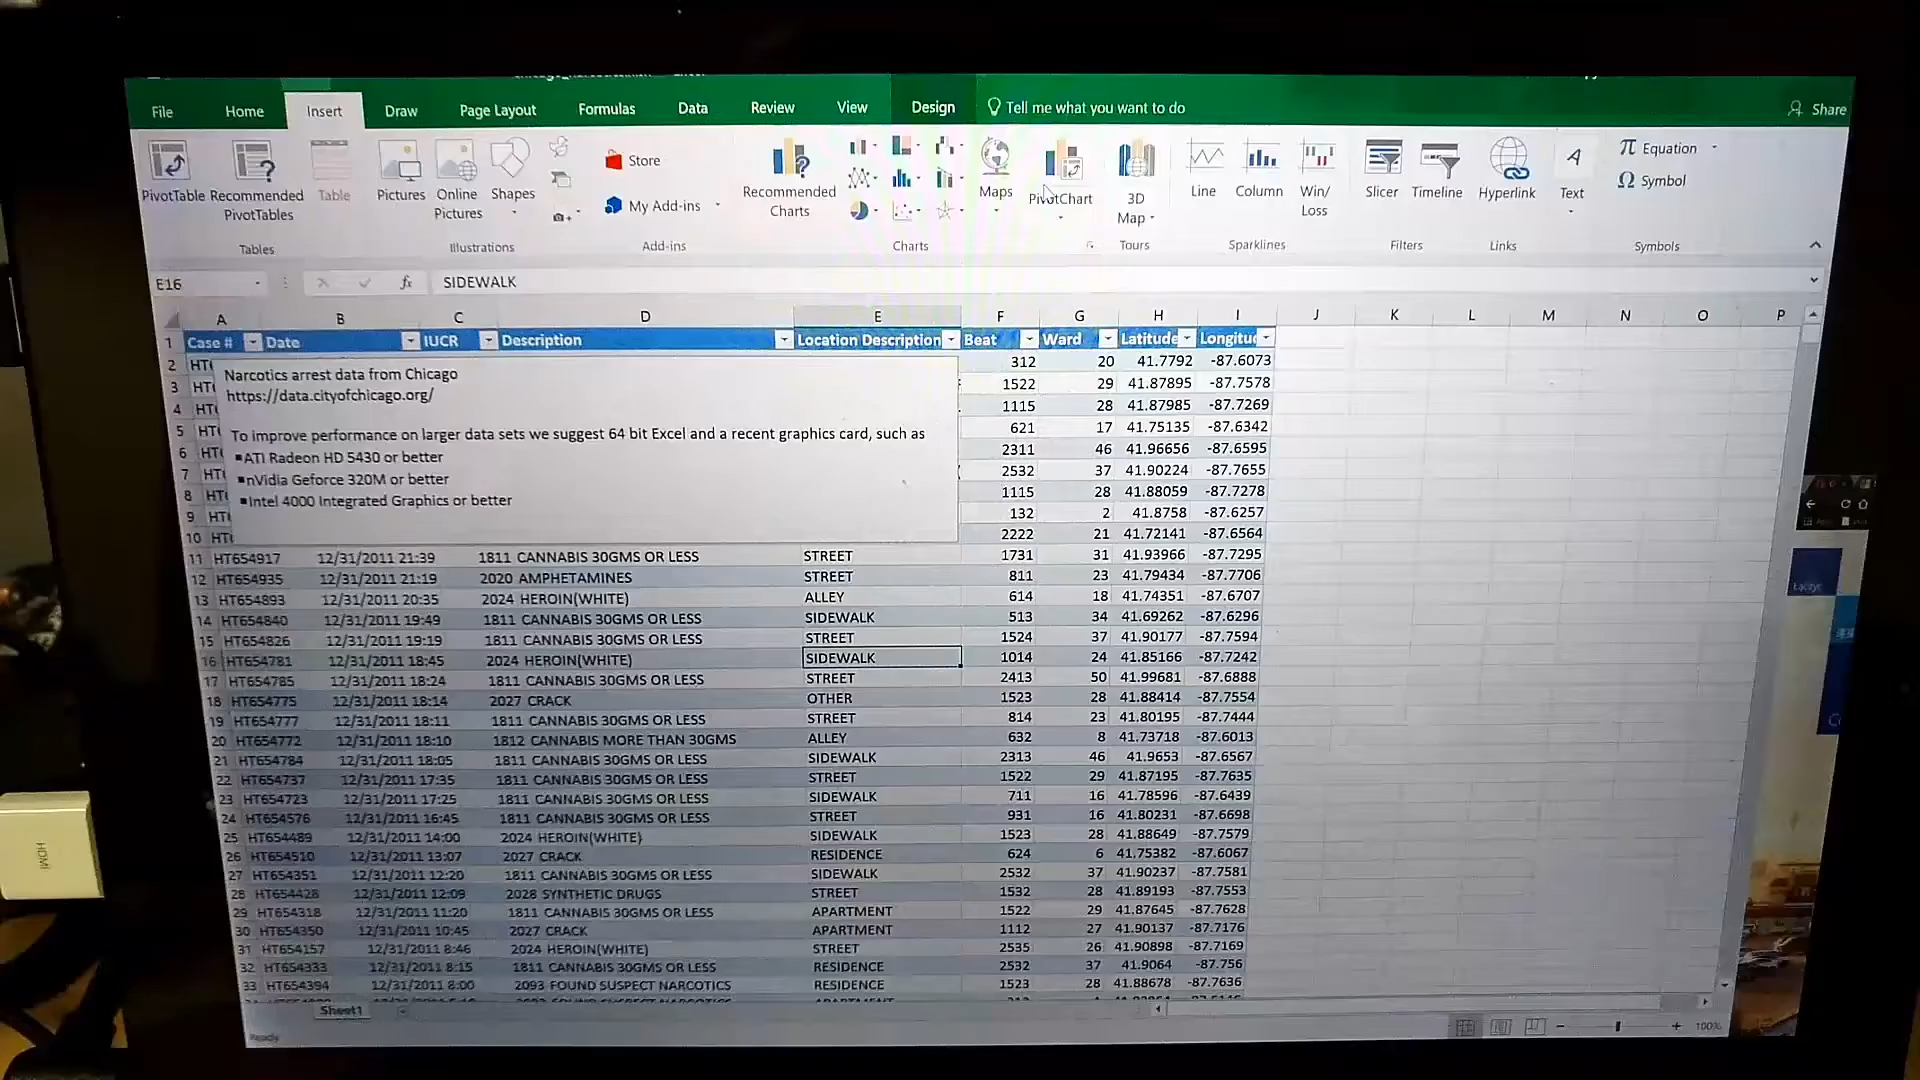 File Home Insert Draw Page Layout Formulas Data Review View Design Tell me what you want to do Share
PivotTable Recommended PivotTables Table Pictures Online Pictures Shapes Store My Add-ins Recommended Charts Maps PivotChart 3D Map Line Column Win/Loss Slicer Timeline Hyperlink Text Equation Symbol
Tables Illustrations Add-ins Charts Tours Sparklines Filters Links Symbols
E16 fx SIDEWALK
A B C D E F G H I J K L M N O P
1 Case # Date IUCR Description Location Description Beat Ward Latitude Longitud
Narcotics arrest data from Chicago
https://data.cityofchicago.org/
To improve performance on larger data sets we suggest 64 bit Excel and a recent graphics card, such as
▪ATI Radeon HD 5430 or better
▪nVidia Geforce 320M or better
▪Intel 4000 Integrated Graphics or better
2 HT 312 20 41.7792 -87.6073
3 HT 1522 29 41.87895 -87.7578
4 HT 1115 28 41.87985 -87.7269
5 HT 621 17 41.75135 -87.6342
6 HT 2311 46 41.96656 -87.6595
7 HT 2532 37 41.90224 -87.7655
8 HT 1115 28 41.88059 -87.7278
9 HT 132 2 41.8758 -87.6257
10 HT 2222 21 41.72141 -87.6564
11 HT654917 12/31/2011 21:39 1811 CANNABIS 30GMS OR LESS STREET 1731 31 41.93966 -87.7295
12 HT654935 12/31/2011 21:19 2020 AMPHETAMINES STREET 811 23 41.79434 -87.7706
13 HT654893 12/31/2011 20:35 2024 HEROIN(WHITE) ALLEY 614 18 41.74351 -87.6707
14 HT654840 12/31/2011 19:49 1811 CANNABIS 30GMS OR LESS SIDEWALK 513 34 41.69262 -87.6296
15 HT654826 12/31/2011 19:19 1811 CANNABIS 30GMS OR LESS STREET 1524 37 41.90177 -87.7594
16 HT654781 12/31/2011 18:45 2024 HEROIN(WHITE) SIDEWALK 1014 24 41.85166 -87.7242
17 HT654785 12/31/2011 18:24 1811 CANNABIS 30GMS OR LESS STREET 2413 50 41.99681 -87.6888
18 HT654775 12/31/2011 18:14 2027 CRACK OTHER 1523 28 41.88414 -87.7554
19 HT654777 12/31/2011 18:11 1811 CANNABIS 30GMS OR LESS STREET 814 23 41.80195 -87.7444
20 HT654772 12/31/2011 18:10 1812 CANNABIS MORE THAN 30GMS ALLEY 632 8 41.73718 -87.6013
21 HT654784 12/31/2011 18:05 1811 CANNABIS 30GMS OR LESS SIDEWALK 2313 46 41.9653 -87.6567
22 HT654737 12/31/2011 17:35 1811 CANNABIS 30GMS OR LESS STREET 1522 29 41.87195 -87.7635
23 HT654723 12/31/2011 17:25 1811 CANNABIS 30GMS OR LESS SIDEWALK 711 16 41.78596 -87.6439
24 HT654576 12/31/2011 16:45 1811 CANNABIS 30GMS OR LESS STREET 931 16 41.80231 -87.6698
25 HT654489 12/31/2011 14:00 2024 HEROIN(WHITE) SIDEWALK 1523 28 41.88649 -87.7579
26 HT654510 12/31/2011 13:07 2027 CRACK RESIDENCE 624 6 41.75382 -87.6067
27 HT654351 12/31/2011 12:20 1811 CANNABIS 30GMS OR LESS SIDEWALK 2532 37 41.90237 -87.7581
28 HT654428 12/31/2011 12:09 2028 SYNTHETIC DRUGS STREET 1532 28 41.89193 -87.7553
29 HT654318 12/31/2011 11:20 1811 CANNABIS 30GMS OR LESS APARTMENT 1522 29 41.87645 -87.7628
30 HT654350 12/31/2011 10:45 2027 CRACK APARTMENT 1112 27 41.90137 -87.7176
31 HT654157 12/31/2011 8:46 2024 HEROIN(WHITE) STREET 2535 26 41.90898 -87.7169
32 HT654333 12/31/2011 8:15 1811 CANNABIS 30GMS OR LESS RESIDENCE 2532 37 41.9064 -87.756
33 HT654394 12/31/2011 8:00 2093 FOUND SUSPECT NARCOTICS RESIDENCE 1523 28 41.88678 -87.7636
Sheet1
Ready 100%
HDMI